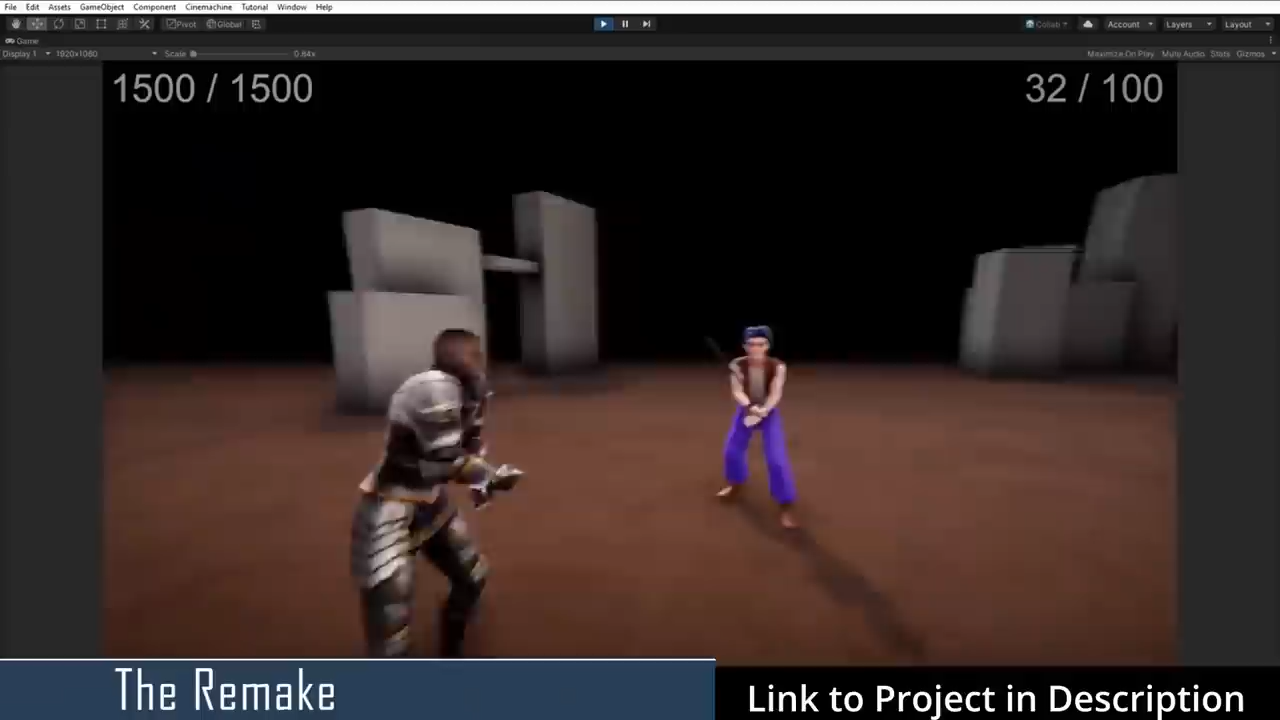 File Edit Assets GameObject Component Cinemachine Tutorial Window Help
Pivot Global Collab Account Layers Layout
Game
Display 1 1920x1080 Scale 0.84x Maximize On Play Mute Audio Stats Gizmos
1500 / 1500 32 / 100
The Remake
Link to Project in Description